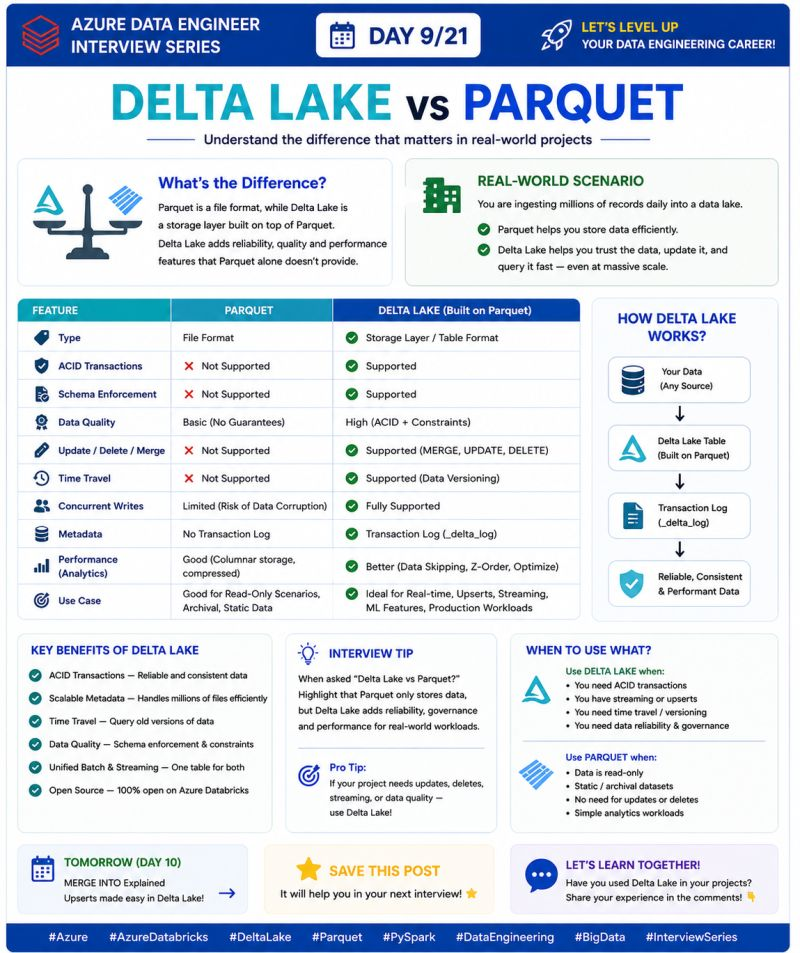 AZURE DATA ENGINEER
INTERVIEW SERIES
DAY 9/21
LET'S LEVEL UP
YOUR DATA ENGINEERING CAREER!
DELTA LAKE vs PARQUET
Understand the difference that matters in real-world projects
What's the Difference?
Parquet is a file format, while Delta Lake is
a storage layer built on top of Parquet.
Delta Lake adds reliability, quality and performance
features that Parquet alone doesn't provide.
REAL-WORLD SCENARIO
You are ingesting millions of records daily into a data lake.
Parquet helps you store data efficiently.
Delta Lake helps you trust the data, update it, and
query it fast — even at massive scale.
FEATURE PARQUET DELTA LAKE (Built on Parquet)
Type File Format Storage Layer / Table Format
ACID Transactions Not Supported Supported
Schema Enforcement Not Supported Supported
Data Quality Basic (No Guarantees) High (ACID + Constraints)
Update / Delete / Merge Not Supported Supported (MERGE, UPDATE, DELETE)
Time Travel Not Supported Supported (Data Versioning)
Concurrent Writes Limited (Risk of Data Corruption) Fully Supported
Metadata No Transaction Log Transaction Log (_delta_log)
Performance
(Analytics)
Good (Columnar storage,
compressed)
Better (Data Skipping, Z-Order, Optimize)
Use Case
Good for Read-Only Scenarios,
Archival, Static Data
Ideal for Real-time, Upserts, Streaming,
ML Features, Production Workloads
HOW DELTA LAKE
WORKS?
Your Data
(Any Source)
Delta Lake Table
(Built on Parquet)
Transaction Log
(_delta_log)
Reliable, Consistent
& Performant Data
KEY BENEFITS OF DELTA LAKE
ACID Transactions — Reliable and consistent data
Scalable Metadata — Handles millions of files efficiently
Time Travel — Query old versions of data
Data Quality — Schema enforcement & constraints
Unified Batch & Streaming — One table for both
Open Source — 100% open on Azure Databricks
INTERVIEW TIP
When asked "Delta Lake vs Parquet?"
Highlight that Parquet only stores data,
but Delta Lake adds reliability, governance
and performance for real-world workloads.
Pro Tip:
If your project needs updates, deletes,
streaming, or data quality —
use Delta Lake!
WHEN TO USE WHAT?
Use DELTA LAKE when:
• You need ACID transactions
• You have streaming or upserts
• You need time travel / versioning
• You need data reliability & governance
Use PARQUET when:
• Data is read-only
• Static / archival datasets
• No need for updates or deletes
• Simple analytics workloads
TOMORROW (DAY 10)
MERGE INTO Explained
Upserts made easy in Delta Lake!
SAVE THIS POST
It will help you in your next interview! ⭐
LET'S LEARN TOGETHER!
Have you used Delta Lake in your projects?
Share your experience in the comments! 👇
#Azure #AzureDatabricks #DeltaLake #Parquet #PySpark #DataEngineering #BigData #InterviewSeries